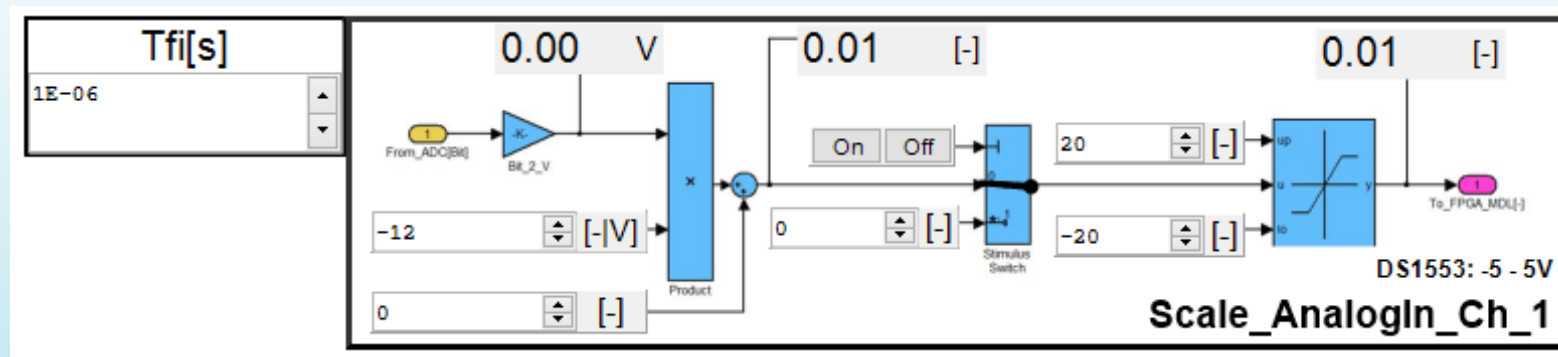 Tfi[s]
1E-06
0.00 V
0.01 [-]
0.01 [-]
1
From_ADC[Bit]
-K-
Bit_2_V
×
Product
-12 [-|V]
0 [-]
On Off
0 [-]
0
1
Stimulus
Switch
20 [-]
-20 [-]
up
u
lo
y
1
To_FPGA_MDL[-]
DS1553: -5 - 5V
Scale_AnalogIn_Ch_1